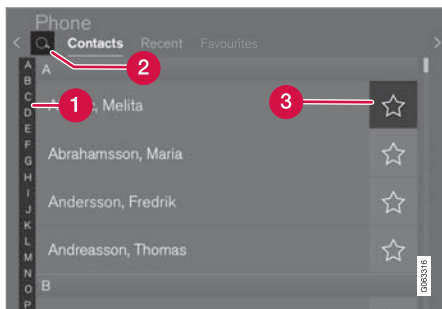 Phone
Contacts Recent Favourites
2
A
A
B
C
1
, Melita
3
D
E
F
Abrahamsson, Maria
G
H
I
Andersson, Fredrik
J
K
L
Andreasson, Thomas
M
N
O
B
P
G063316